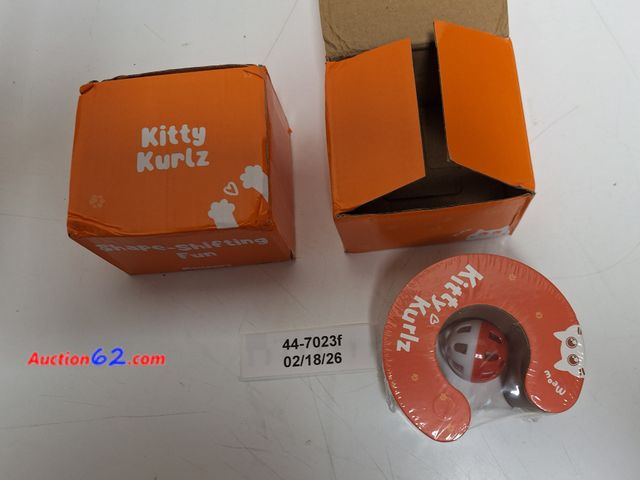 Kitty
Kurlz
Shape-Shifting
Fun
Kitty Kurlz
Meow
44-7023f
02/18/26
Auction62.com